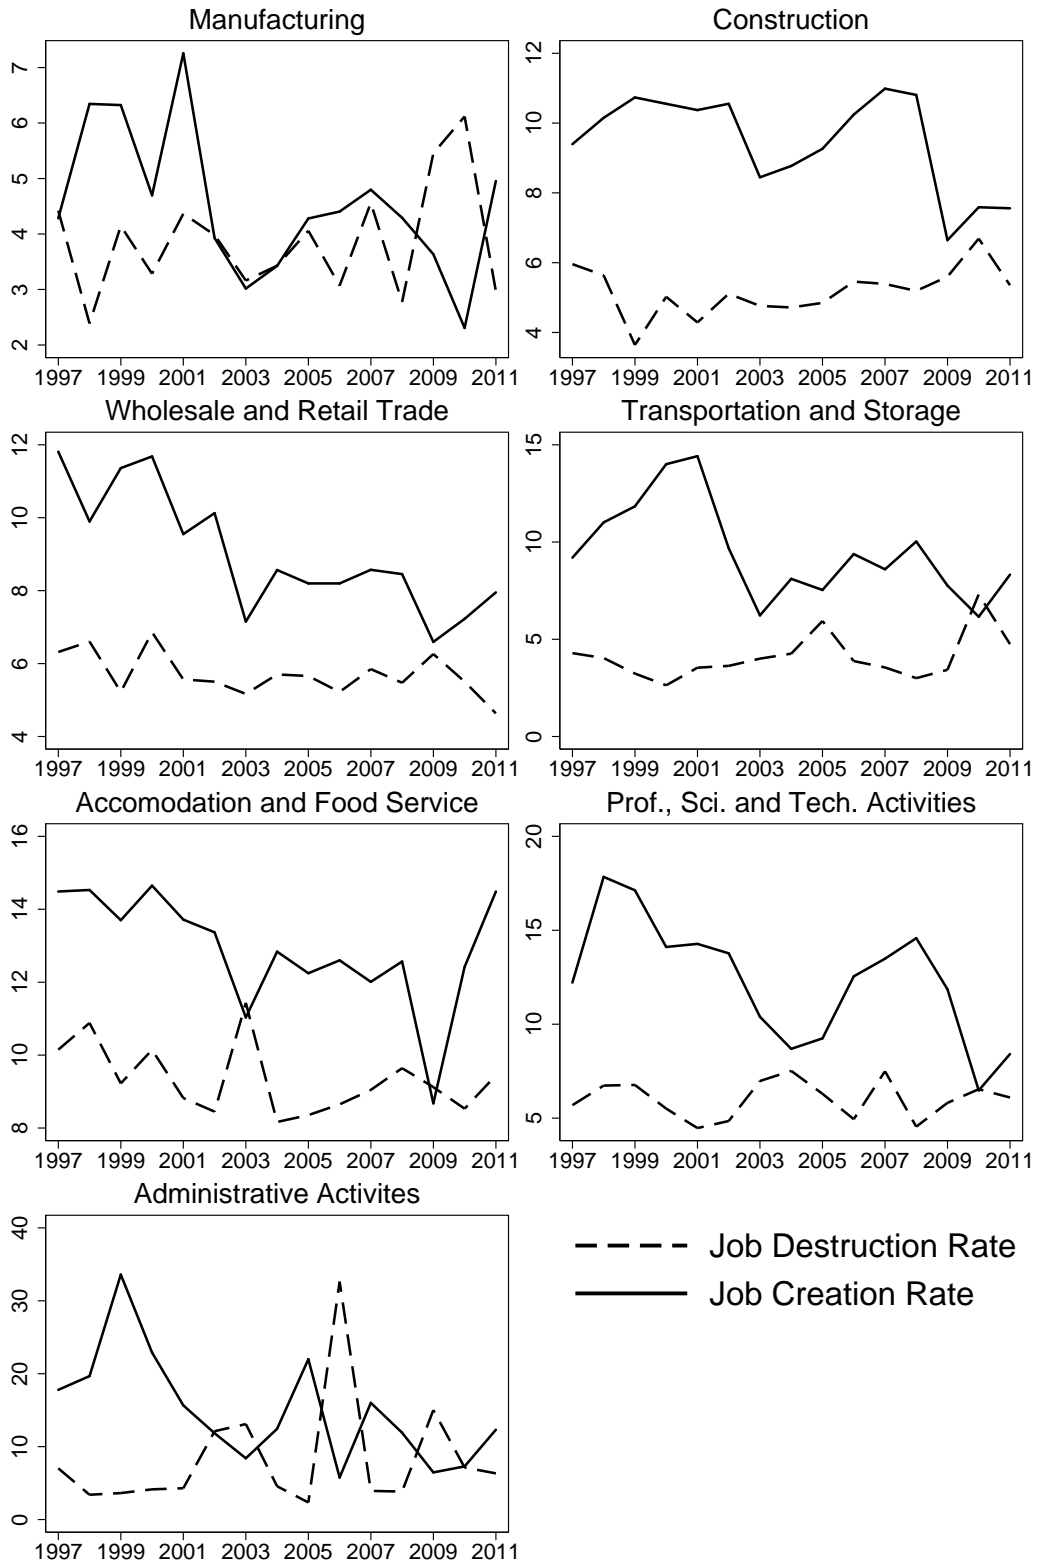 Manufacturing
7
6
5
4
3
2
1997 1999 2001 2003 2005 2007 2009 2011
Construction
12
10
8
6
4
1997 1999 2001 2003 2005 2007 2009 2011
Wholesale and Retail Trade
12
10
8
6
4
1997 1999 2001 2003 2005 2007 2009 2011
Transportation and Storage
15
10
5
0
1997 1999 2001 2003 2005 2007 2009 2011
Accomodation and Food Service
16
14
12
10
8
1997 1999 2001 2003 2005 2007 2009 2011
Prof., Sci. and Tech. Activities
20
15
10
5
1997 1999 2001 2003 2005 2007 2009 2011
Administrative Activites
40
30
20
10
0
1997 1999 2001 2003 2005 2007 2009 2011
Job Destruction Rate
Job Creation Rate